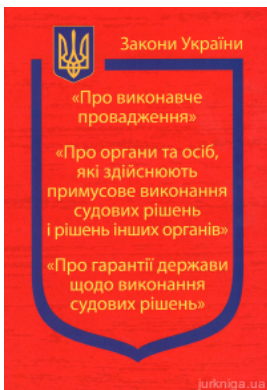 Закони України
«Про виконавче
провадження»
«Про органи та осіб,
які здійснюють
примусове виконання
судових рішень
і рішень інших органів»
«Про гарантії держави
щодо виконання
судових рішень»
jurkniga.ua